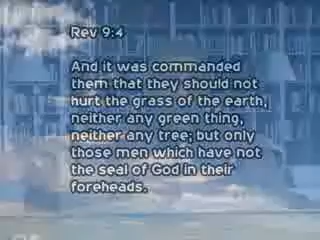 Rev 9:4
And it was commanded
them that they should not
hurt the grass of the earth,
neither any green thing,
neither any tree; but only
those men which have not
the seal of God in their
foreheads.